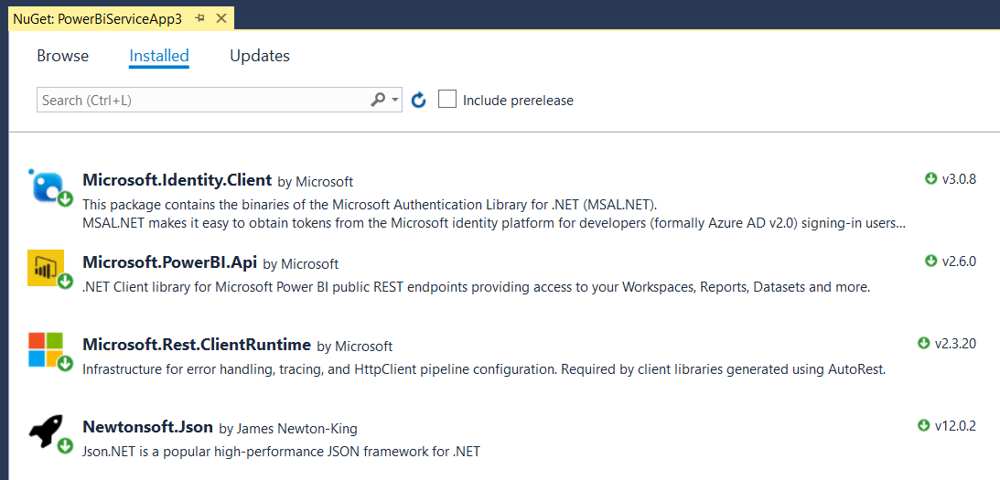 NuGet: PowerBiServiceApp3
Browse Installed Updates
Search (Ctrl+L) Include prerelease
Microsoft.Identity.Client by Microsoft v3.0.8
This package contains the binaries of the Microsoft Authentication Library for .NET (MSAL.NET).
MSAL.NET makes it easy to obtain tokens from the Microsoft identity platform for developers (formally Azure AD v2.0) signing-in users...
Microsoft.PowerBI.Api by Microsoft v2.6.0
.NET Client library for Microsoft Power BI public REST endpoints providing access to your Workspaces, Reports, Datasets and more.
Microsoft.Rest.ClientRuntime by Microsoft v2.3.20
Infrastructure for error handling, tracing, and HttpClient pipeline configuration. Required by client libraries generated using AutoRest.
Newtonsoft.Json by James Newton-King v12.0.2
Json.NET is a popular high-performance JSON framework for .NET